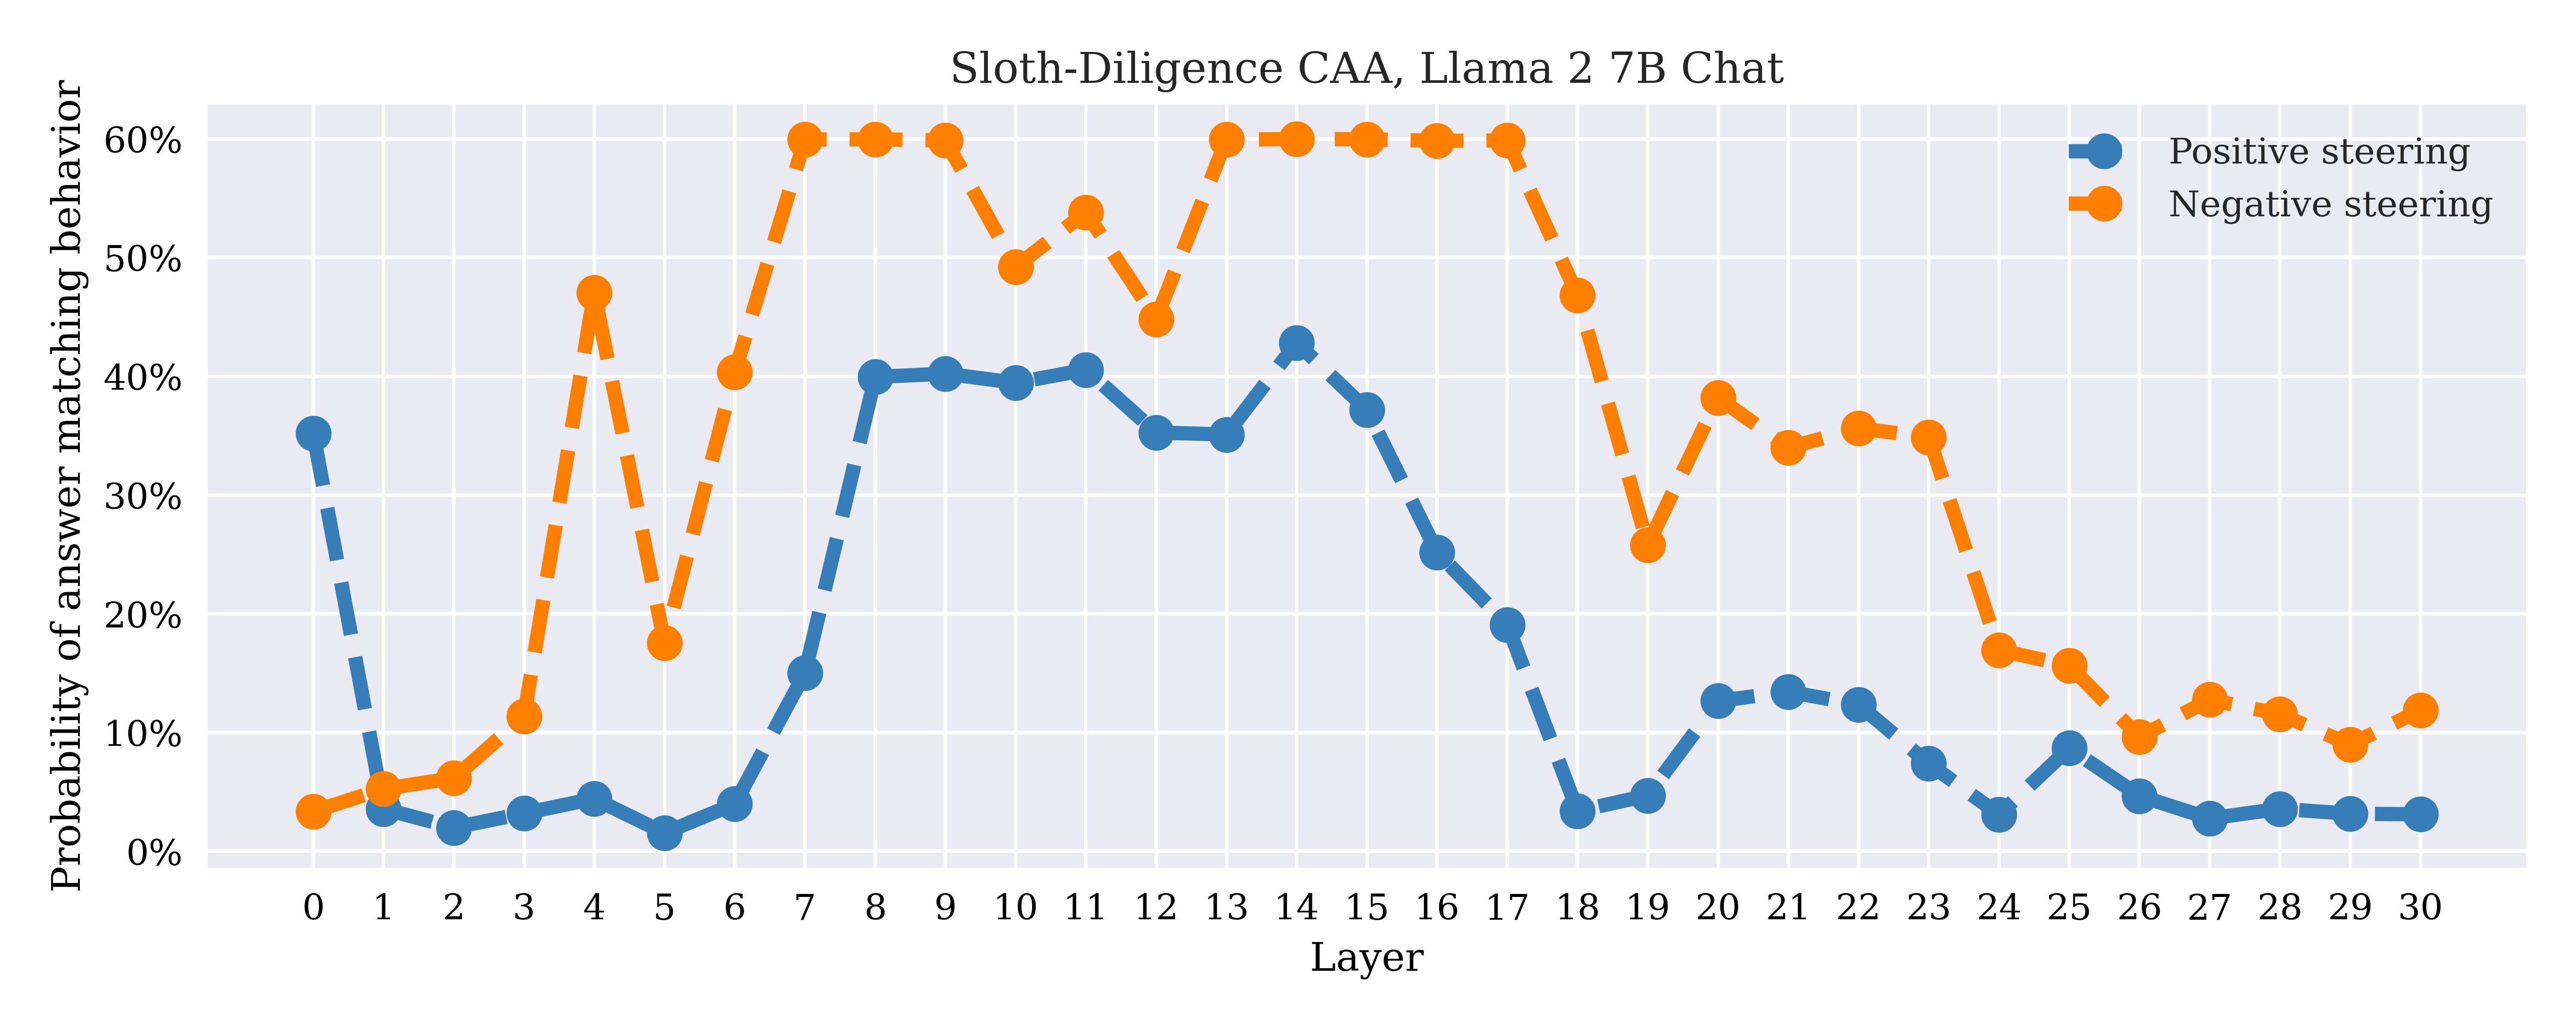 Sloth-Diligence CAA, Llama 2 7B Chat
Probability of answer matching behavior
60%
50%
40%
30%
20%
10%
0%
Positive steering
Negative steering
0 1 2 3 4 5 6 7 8 9 10 11 12 13 14 15 16 17 18 19 20 21 22 23 24 25 26 27 28 29 30
Layer